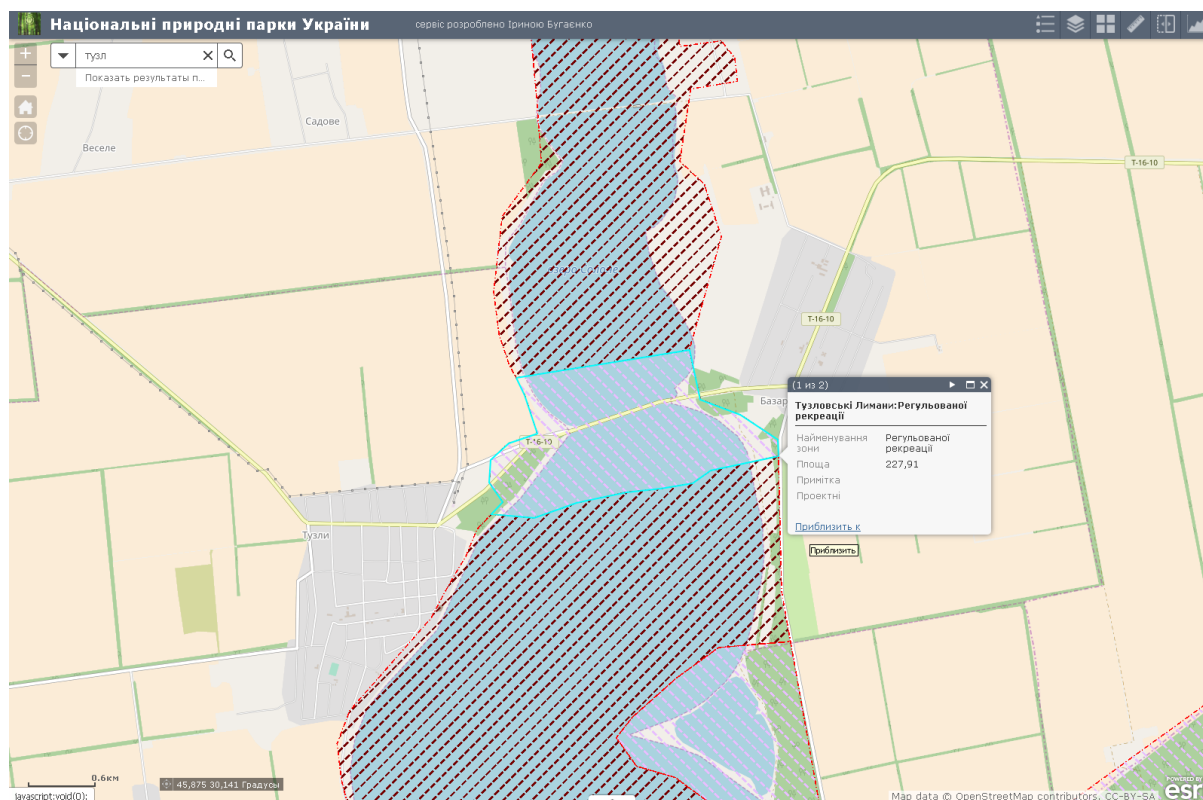 Національні природні парки України
сервіс розроблено Іриною Бугаєнко
+
тузл
−
Показать результаты п...
Садове
Веселе
Т-16-10
озеро Солоне
Т-16-10
(1 из 2)
Базар
Тузловські Лимани:Регульованої
рекреації
Найменування зони Регульованої рекреації
Площа 227,91
Примітка
Проектні
Приблизить к
Приблизить
Т-16-10
Тузли
0.6км
45,875 30,141 Градусы
javascript:void(0);
Map data © OpenStreetMap contributors, CC-BY-SA
POWERED BY
esri